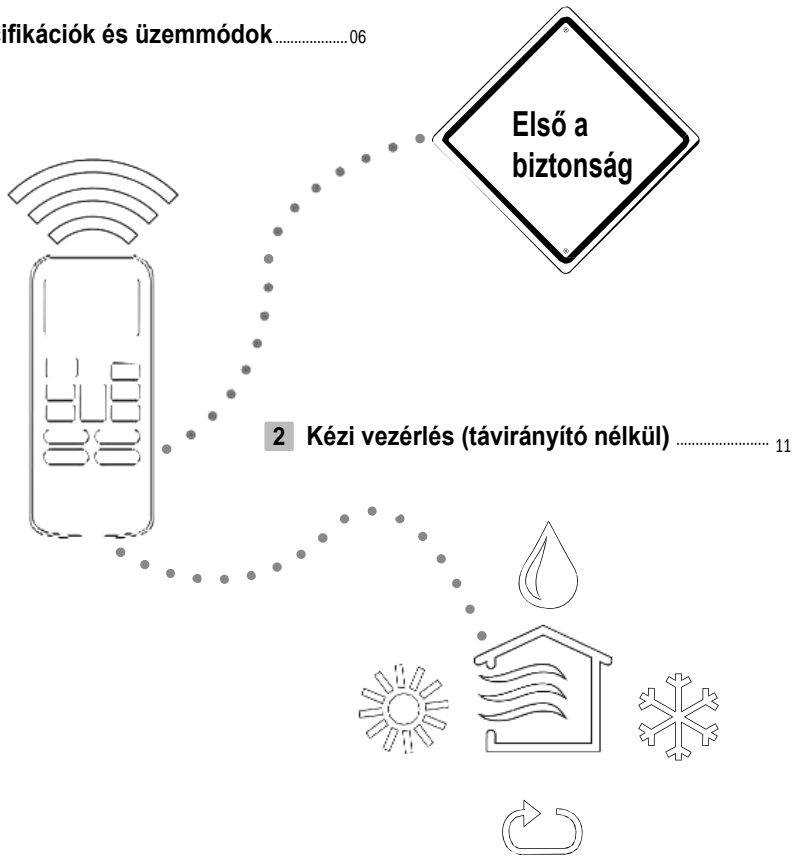 ifikációk és üzemmódok ................... 06
Első a
biztonság
2 Kézi vezérlés (távirányító nélkül) ........................ 11